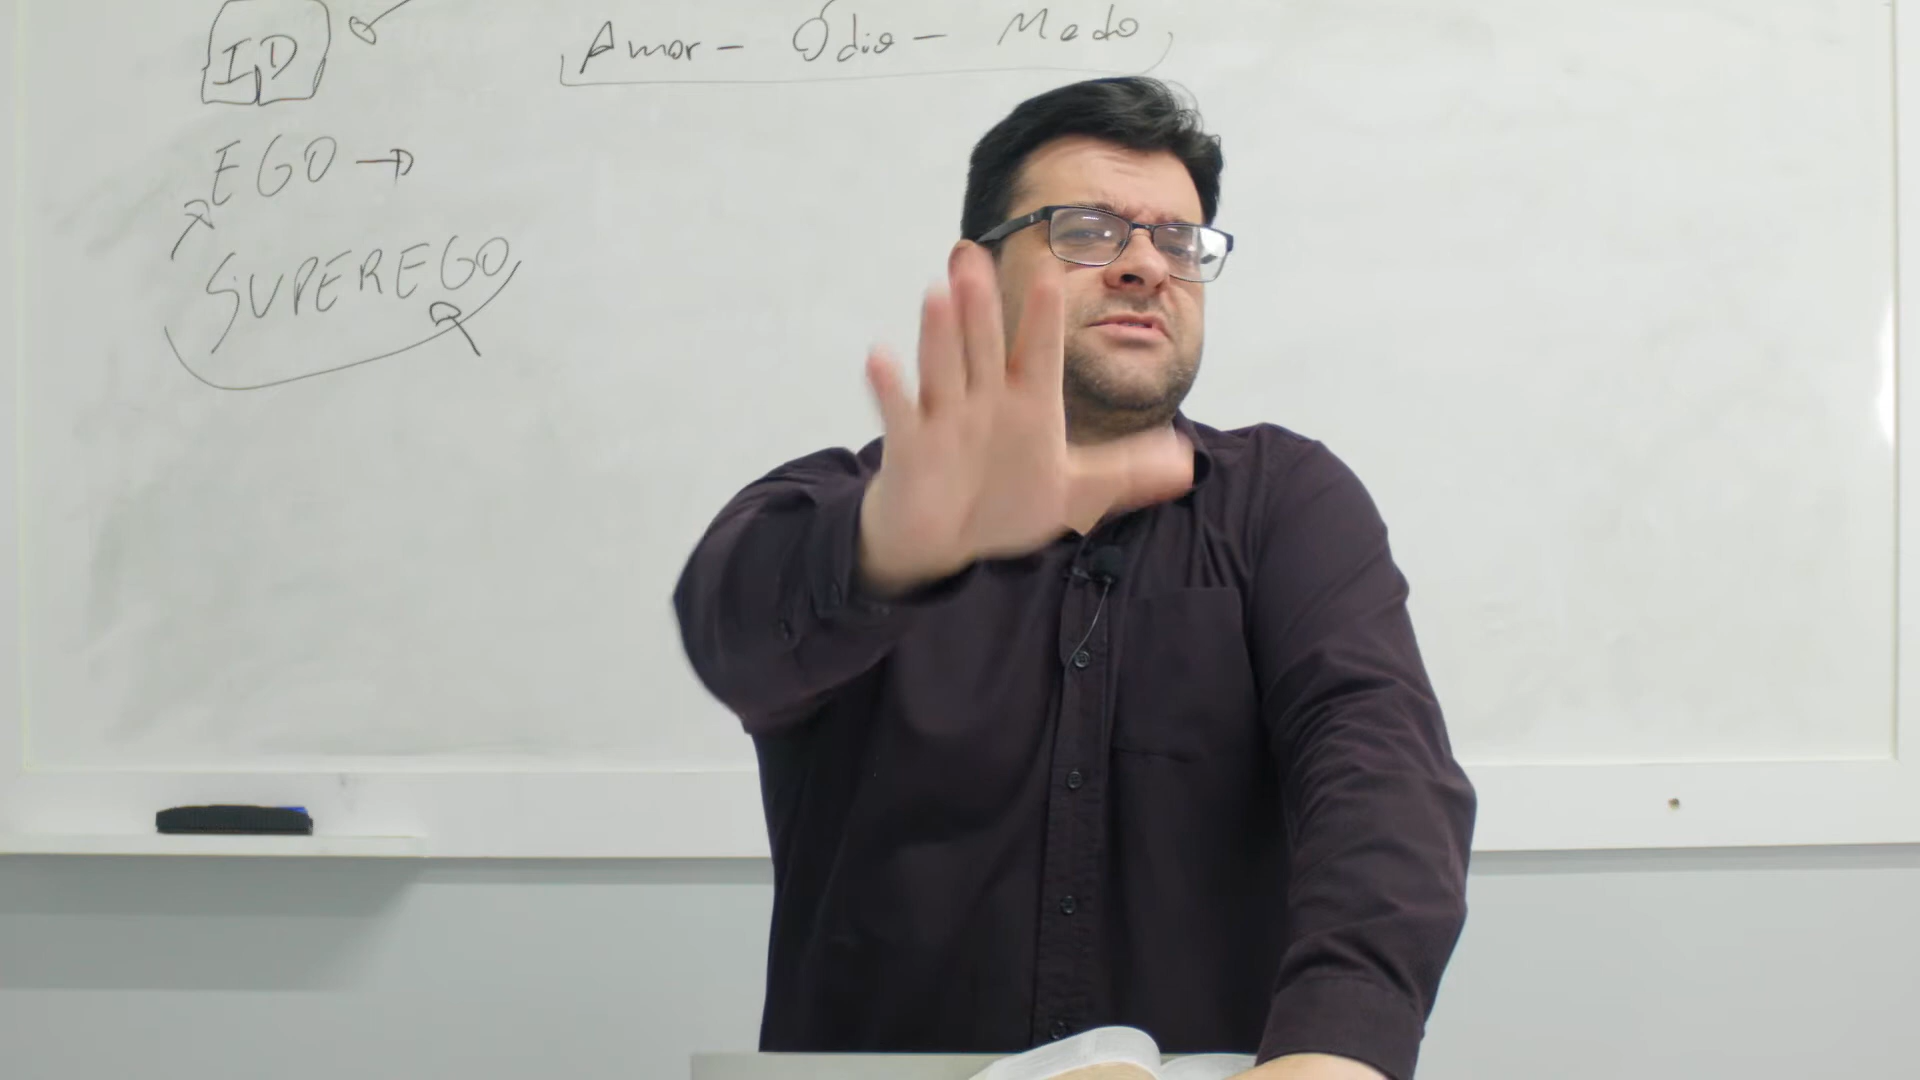 ID
Amor - Ódio - Medo
EGO →
SUPEREGO